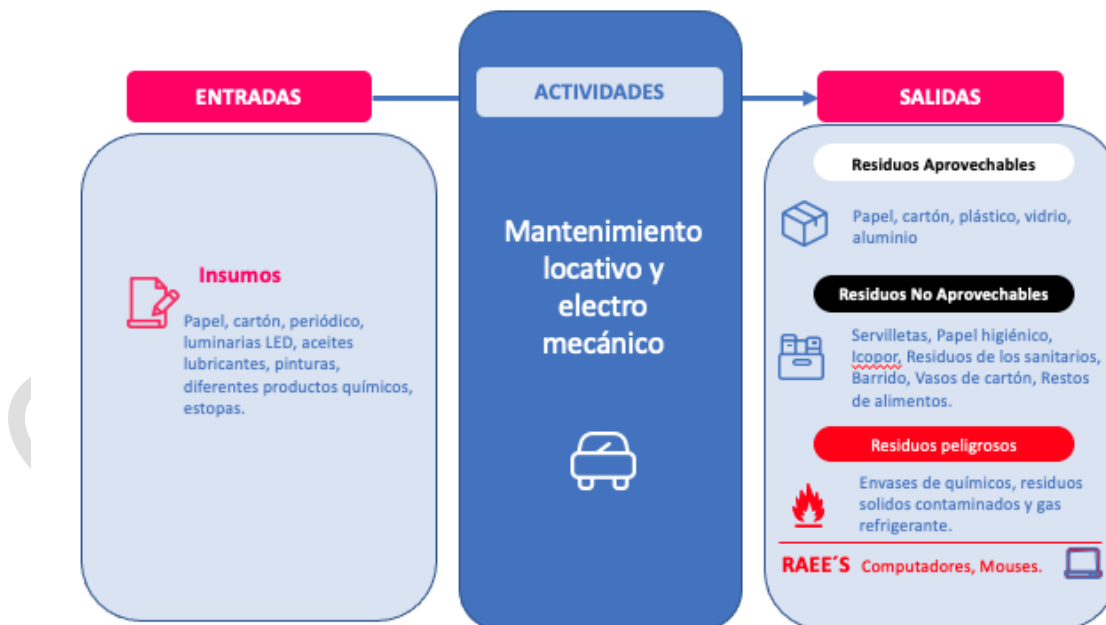 ENTRADAS
ACTIVIDADES
SALIDAS
Insumos
Papel, cartón, periódico,
luminarias LED, aceites
lubricantes, pinturas,
diferentes productos químicos,
estopas.
Mantenimiento
locativo y
electro
mecánico
Residuos Aprovechables
Papel, cartón, plástico, vidrio,
aluminio
Residuos No Aprovechables
Servilletas, Papel higiénico,
Icopor, Residuos de los sanitarios,
Barrido, Vasos de cartón, Restos
de alimentos.
Residuos peligrosos
Envases de químicos, residuos
solidos contaminados y gas
refrigerante.
RAEE´S Computadores, Mouses.